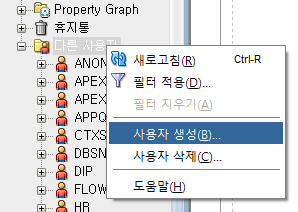 Property Graph
휴지통
다른 사용자
ANON
APEX
APEX
APPQ
CTXS
DBSN
DIP
FLOW
HR
새로고침(R) Ctrl-R
필터 적용(D)...
필터 지우기(A)
사용자 생성(B)...
사용자 삭제(C)...
도움말(H)